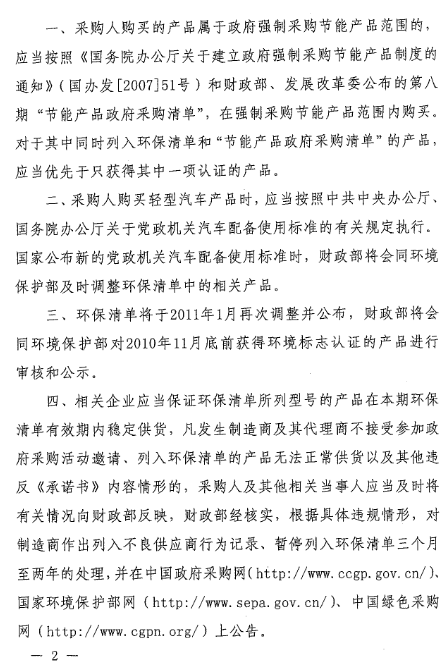 一、采购人购买的产品属于政府强制采购节能产品范围的，
应当按照《国务院办公厅关于建立政府强制采购节能产品制度的
通知》（国办发[2007]51号）和财政部、发展改革委公布的第八
期“节能产品政府采购清单”，在强制采购节能产品范围内购买。
对于其中同时列入环保清单和“节能产品政府采购清单”的产品，
应当优先于只获得其中一项认证的产品。
二、采购人购买轻型汽车产品时，应当按照中共中央办公厅、
国务院办公厅关于党政机关汽车配备使用标准的有关规定执行。
国家公布新的党政机关汽车配备使用标准时，财政部将会同环境
保护部及时调整环保清单中的相关产品。
三、环保清单将于2011年1月再次调整并公布，财政部将会
同环境保护部对2010年11月底前获得环境标志认证的产品进行
审核和公示。
四、相关企业应当保证环保清单所列型号的产品在本期环保
清单有效期内稳定供货，凡发生制造商及其代理商不接受参加政
府采购活动邀请、列入环保清单的产品无法正常供货以及其他违
反《承诺书》内容情形的，采购人及其他相关当事人应当及时将
有关情况向财政部反映，财政部经核实，根据具体违规情形，对
制造商作出列入不良供应商行为记录、暂停列入环保清单三个月
至两年的处理，并在中国政府采购网（http://www.ccgp.gov.cn/）、
国家环境保护部网（http://www.sepa.gov.cn/）、中国绿色采购
网（http://www.cgpn.org/）上公告。
— 2 —